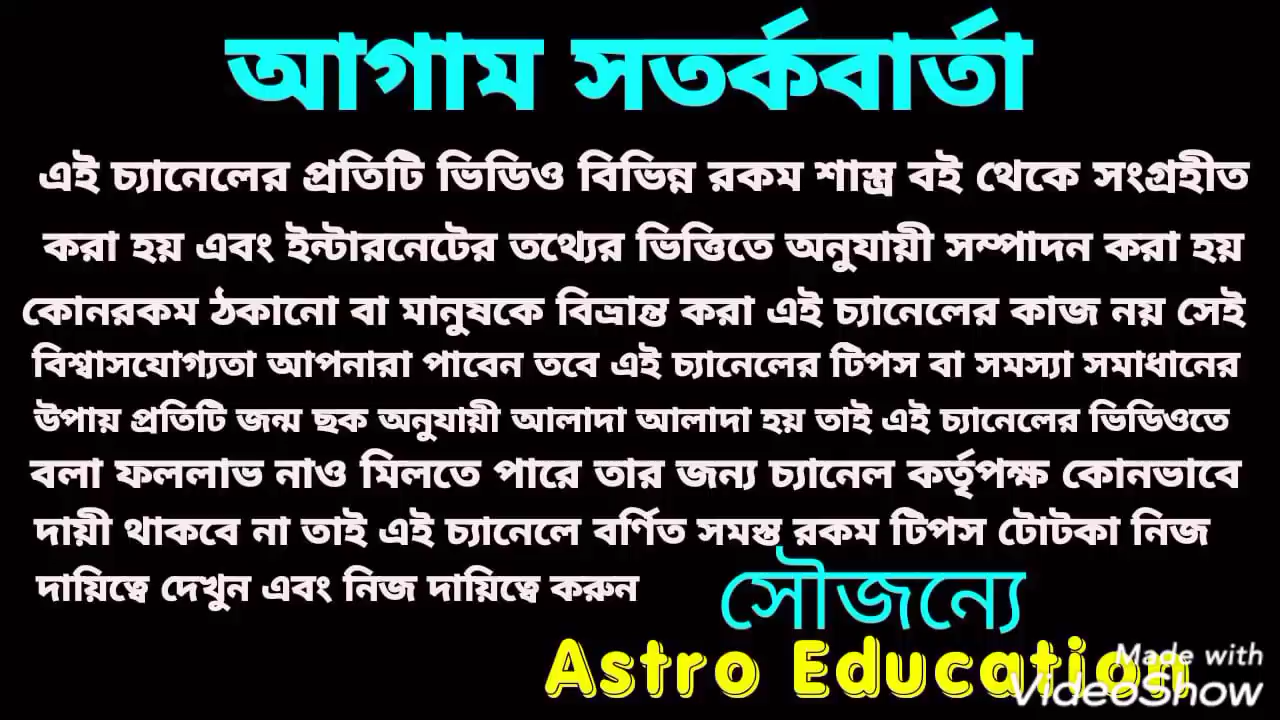 আগাম সতর্কবার্তা
এই চ্যানেলের প্রতিটি ভিডিও বিভিন্ন রকম শাস্ত্র বই থেকে সংগ্রহীত
করা হয় এবং ইন্টারনেটের তথ্যের ভিত্তিতে অনুযায়ী সম্পাদন করা হয়
কোনরকম ঠকানো বা মানুষকে বিভ্রান্ত করা এই চ্যানেলের কাজ নয় সেই
বিশ্বাসযোগ্যতা আপনারা পাবেন তবে এই চ্যানেলের টিপস বা সমস্যা সমাধানের
উপায় প্রতিটি জন্ম ছক অনুযায়ী আলাদা আলাদা হয় তাই এই চ্যানেলের ভিডিওতে
বলা ফললাভ নাও মিলতে পারে তার জন্য চ্যানেল কর্তৃপক্ষ কোনভাবে
দায়ী থাকবে না তাই এই চ্যানেলে বর্ণিত সমস্ত রকম টিপস টোটকা নিজ
দায়িত্বে দেখুন এবং নিজ দায়িত্বে করুন
সৌজন্যে
Astro Education
Made with
VideoShow